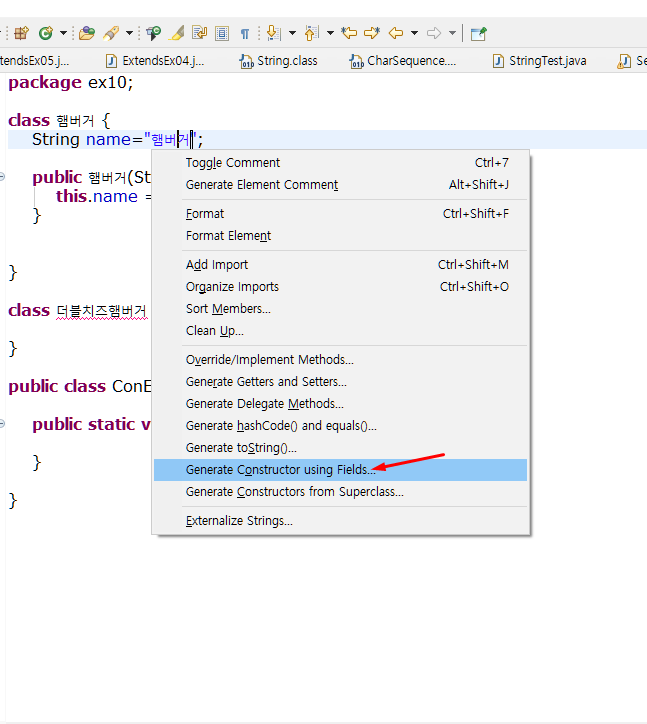 tendsEx05.j...
ExtendsEx04.j...
String.class
CharSequence....
StringTest.java
Se
package ex10;
class 햄버거 {
String name="햄버거";
public 햄버거(St
this.name =
}
}
class 더블치즈햄버거
}
public class ConE
public static v
}
}
Toggle Comment Ctrl+7
Generate Element Comment Alt+Shift+J
Format Ctrl+Shift+F
Format Element
Add Import Ctrl+Shift+M
Organize Imports Ctrl+Shift+O
Sort Members...
Clean Up...
Override/Implement Methods...
Generate Getters and Setters...
Generate Delegate Methods...
Generate hashCode() and equals()...
Generate toString()...
Generate Constructor using Fields...
Generate Constructors from Superclass...
Externalize Strings...